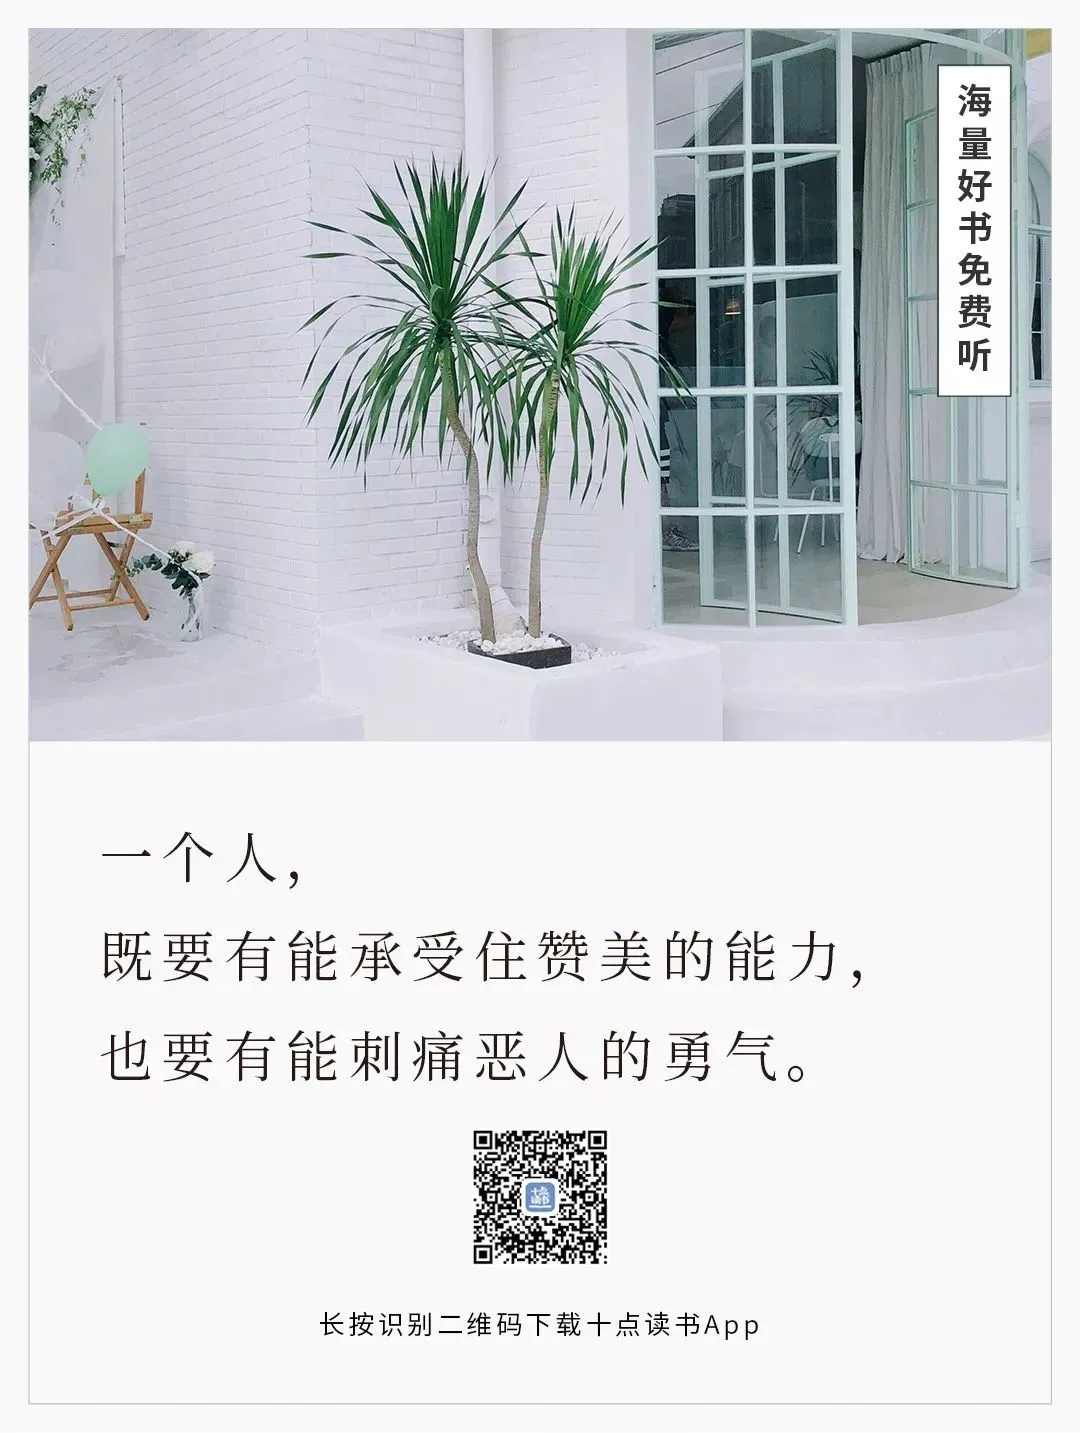 海量好书免费听
一个人，
既要有能承受住赞美的能力，
也要有能刺痛恶人的勇气。
长按识别二维码下载十点读书App